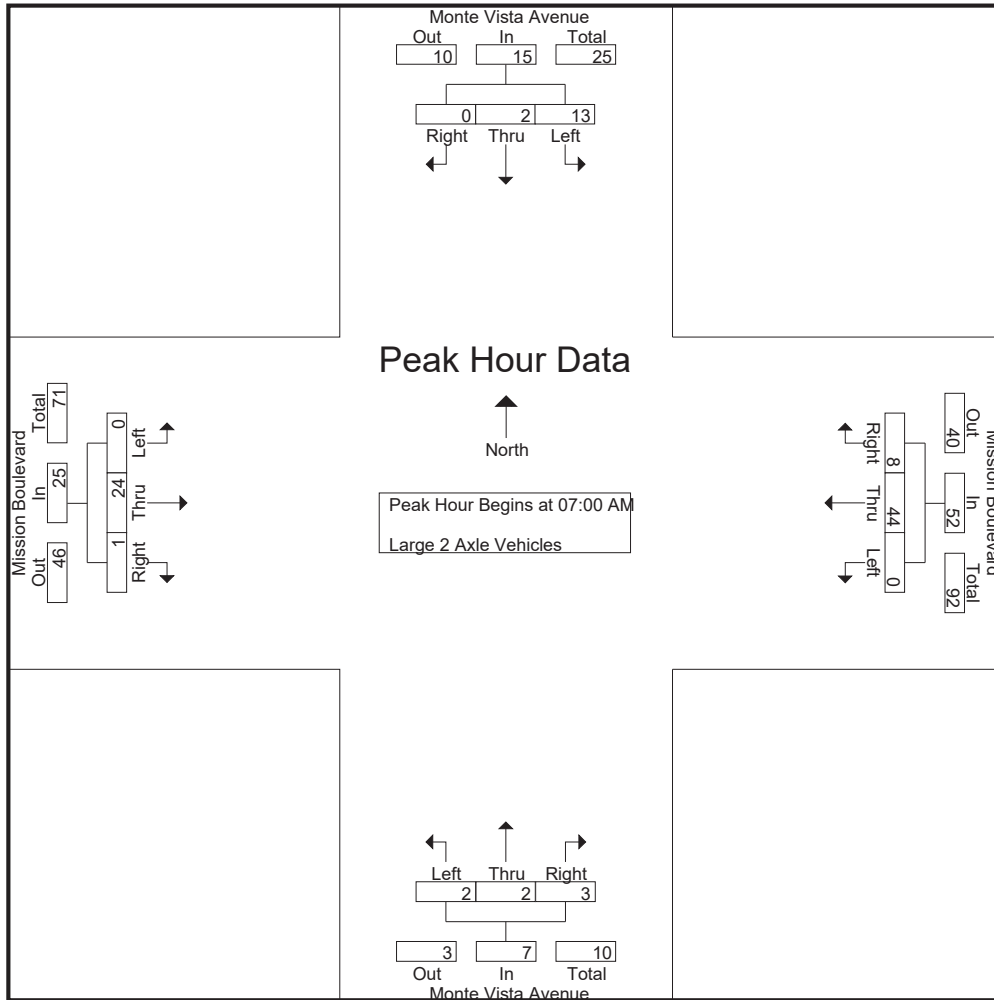 Monte Vista Avenue
Out In Total
10 15 25
0 2 13
Right Thru Left
Peak Hour Data
North
Peak Hour Begins at 07:00 AM
Large 2 Axle Vehicles
Mission Boulevard
Out In Total
46 25 71
Left Thru Right
0 24 1
Mission Boulevard
Out In Total
40 52 92
Right Thru Left
8 44 0
Left Thru Right
2 2 3
3 7 10
Out In Total
Monte Vista Avenue